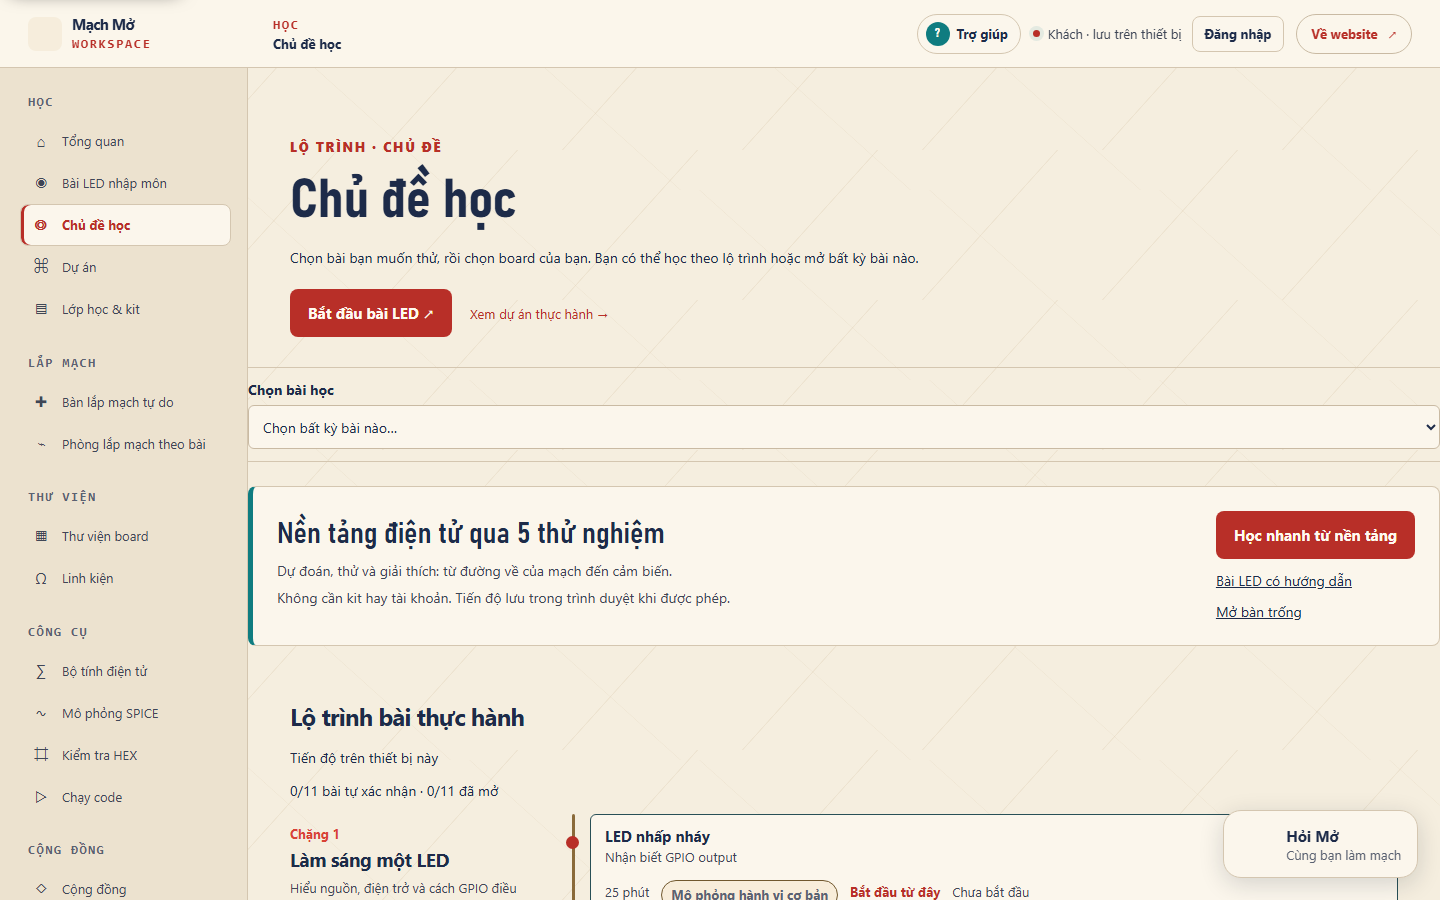 Mạch Mở
WORKSPACE
HỌC
Chủ đề học
? Trợ giúp
Khách · lưu trên thiết bị
Đăng nhập
Về website ↗
HỌC
Tổng quan
Bài LED nhập môn
Chủ đề học
Dự án
Lớp học & kit
LẮP MẠCH
Bàn lắp mạch tự do
Phòng lắp mạch theo bài
THƯ VIỆN
Thư viện board
Linh kiện
CÔNG CỤ
Bộ tính điện tử
Mô phỏng SPICE
Kiểm tra HEX
Chạy code
CỘNG ĐỒNG
Cộng đồng
LỘ TRÌNH · CHỦ ĐỀ
Chủ đề học
Chọn bài bạn muốn thử, rồi chọn board của bạn. Bạn có thể học theo lộ trình hoặc mở bất kỳ bài nào.
Bắt đầu bài LED ↗
Xem dự án thực hành →
Chọn bài học
Chọn bất kỳ bài nào...
Nền tảng điện tử qua 5 thử nghiệm
Dự đoán, thử và giải thích: từ đường về của mạch đến cảm biến.
Không cần kit hay tài khoản. Tiến độ lưu trong trình duyệt khi được phép.
Học nhanh từ nền tảng
Bài LED có hướng dẫn
Mở bàn trống
Lộ trình bài thực hành
Tiến độ trên thiết bị này
0/11 bài tự xác nhận · 0/11 đã mở
Chặng 1
Làm sáng một LED
Hiểu nguồn, điện trở và cách GPIO điều
LED nhấp nháy
Nhận biết GPIO output
25 phút
Mô phỏng hành vi cơ bản
Bắt đầu từ đây
Chưa bắt đầu
Hỏi Mở
Cùng bạn làm mạch